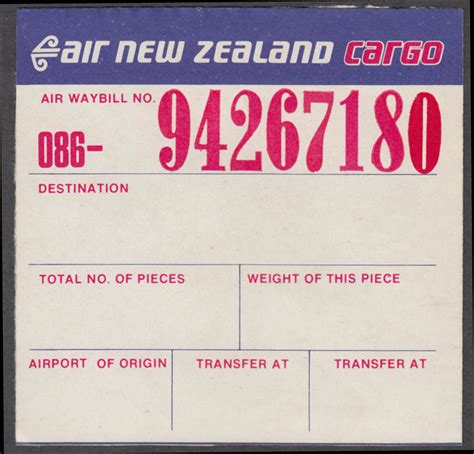 air new zealand cargo
AIR WAYBILL NO.
086- 94267180
DESTINATION
TOTAL NO. OF PIECES WEIGHT OF THIS PIECE
AIRPORT OF ORIGIN TRANSFER AT TRANSFER AT